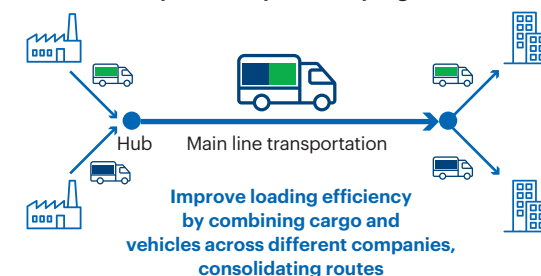 Hub
Main line transportation
Improve loading efficiency
by combining cargo and
vehicles across different companies,
consolidating routes